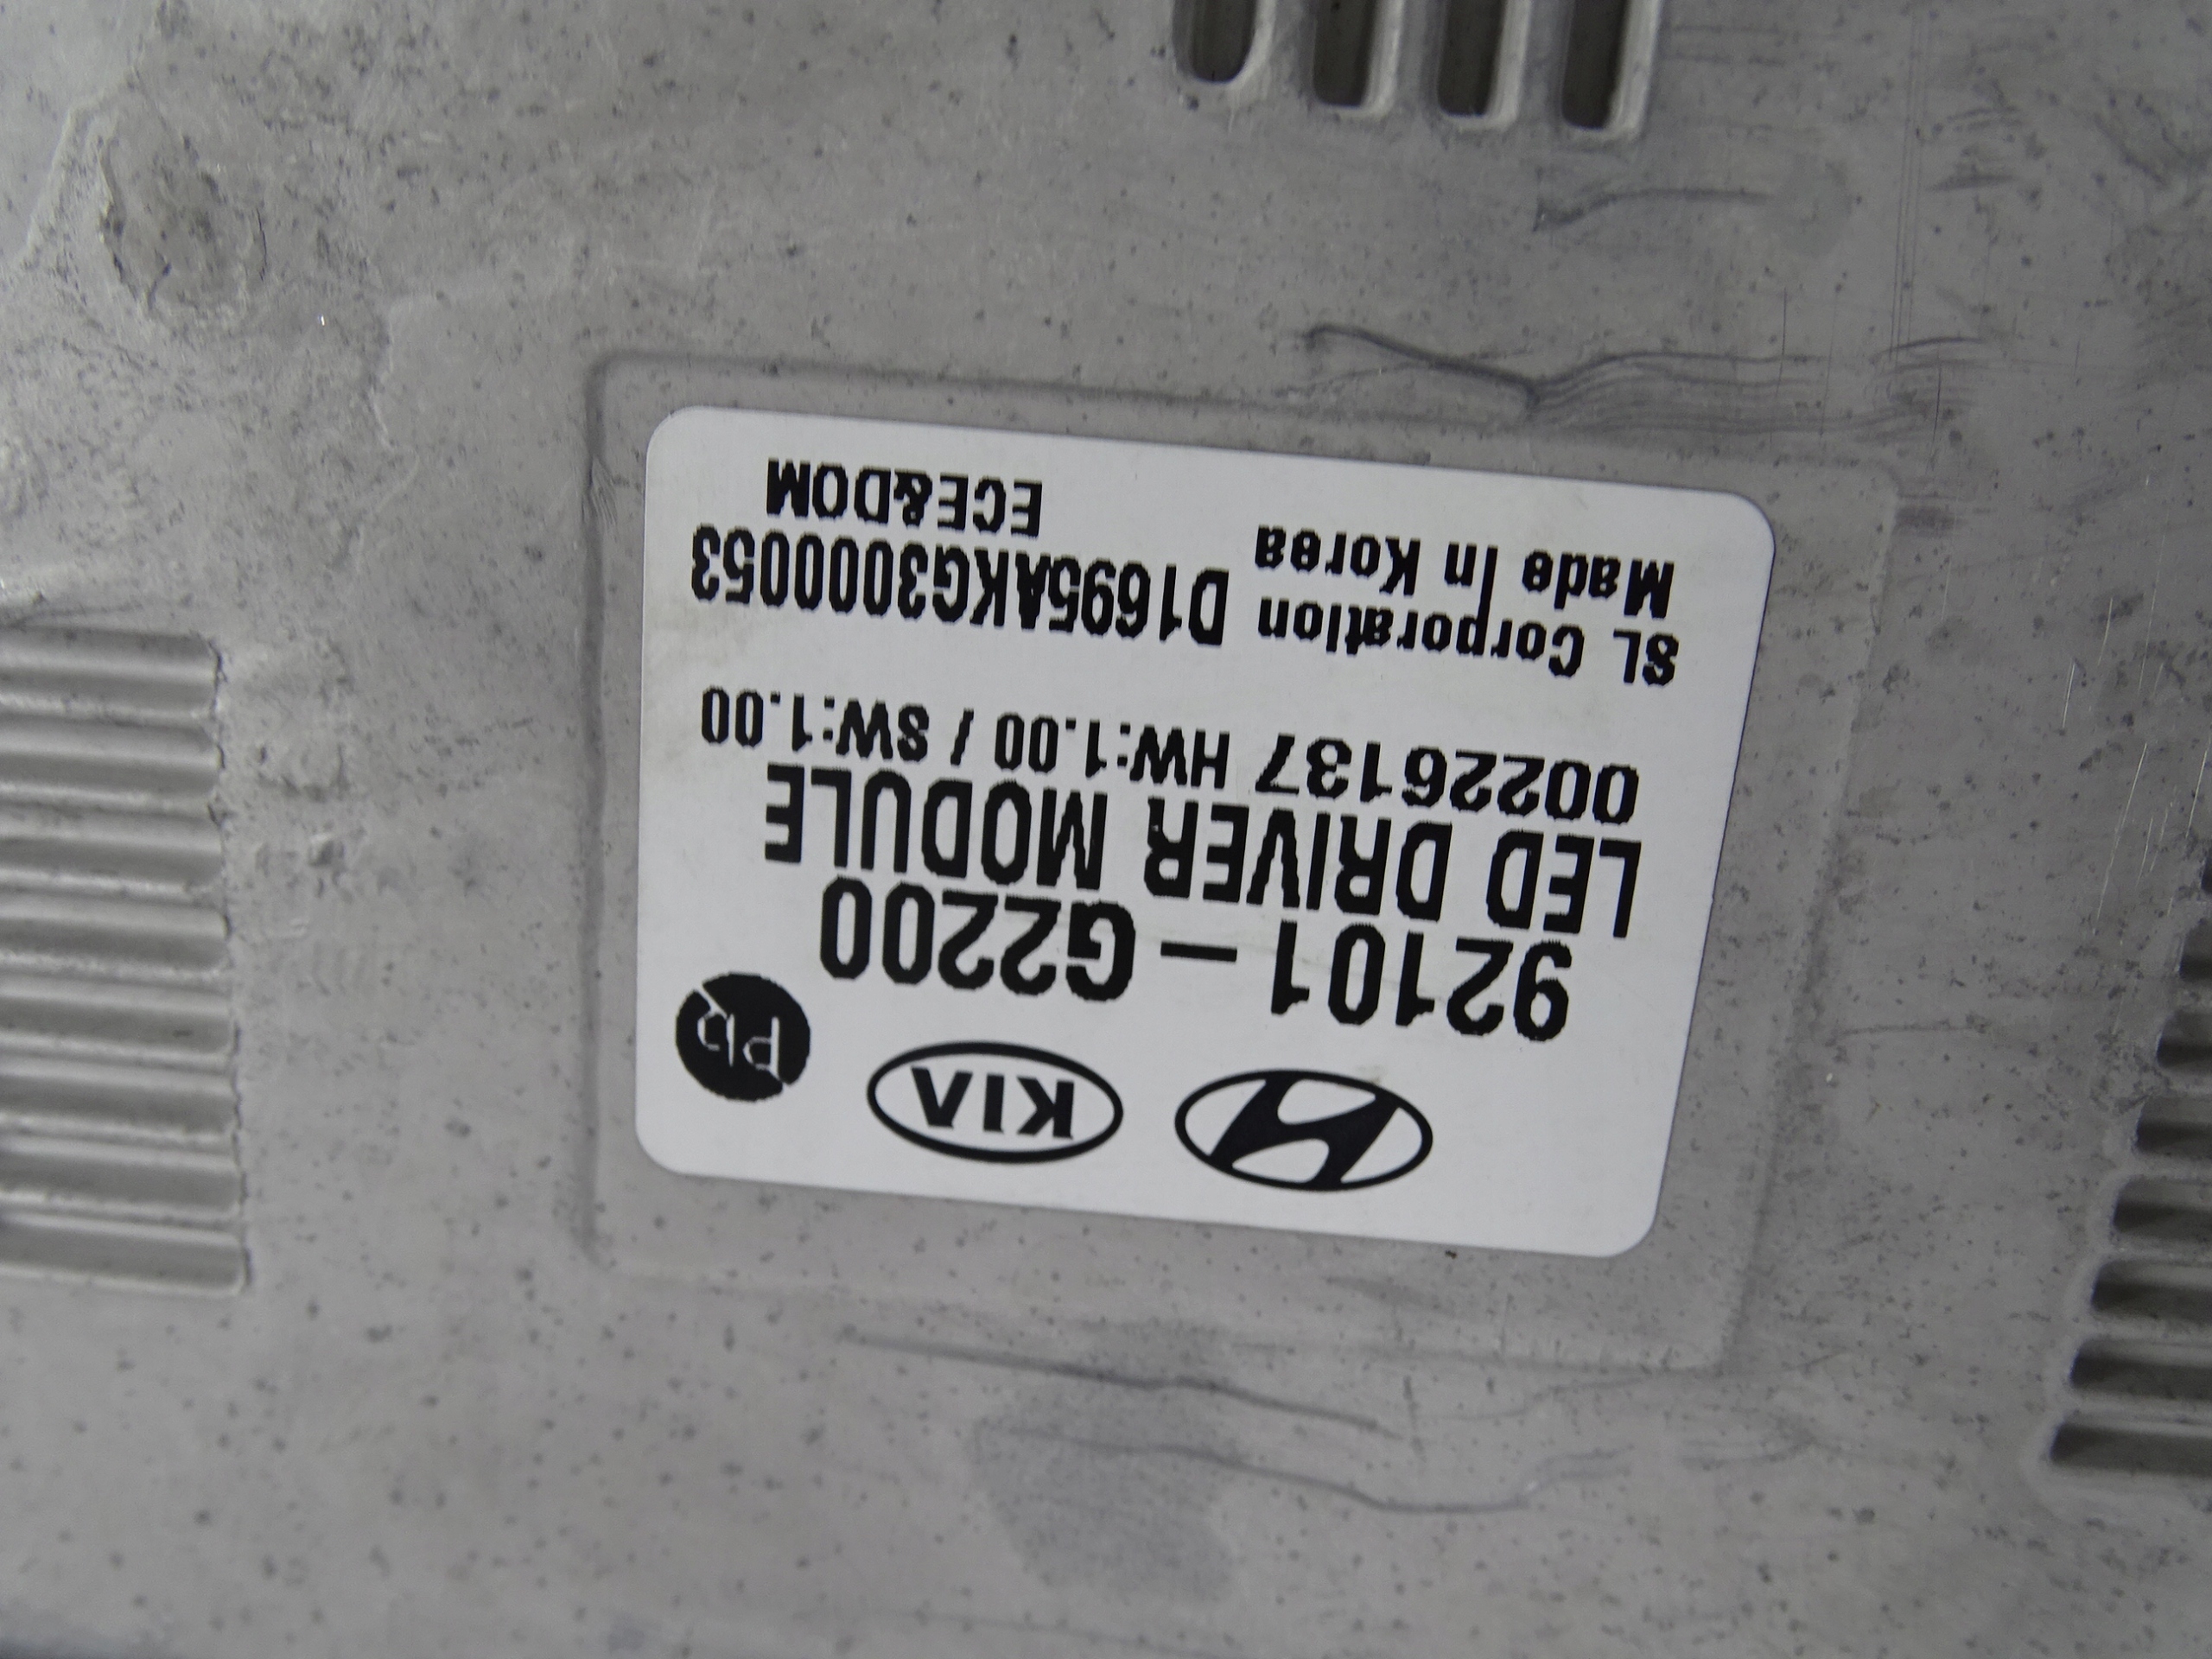 KIA PIR
92101 - G2200
LED DRIVER MODULE
00226137 HW:1.00 / SW:1.00
SL Corporation D1695AKG3000053
Made In Korea ECE&DOM